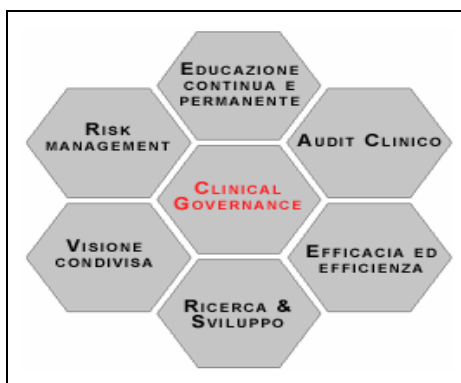 EDUCAZIONE
CONTINUA E
PERMANENTE
RISK
MANAGEMENT
AUDIT CLINICO
CLINICAL
GOVERNANCE
VISIONE
CONDIVISA
EFFICACIA ED
EFFICIENZA
RICERCA &
SVILUPPO